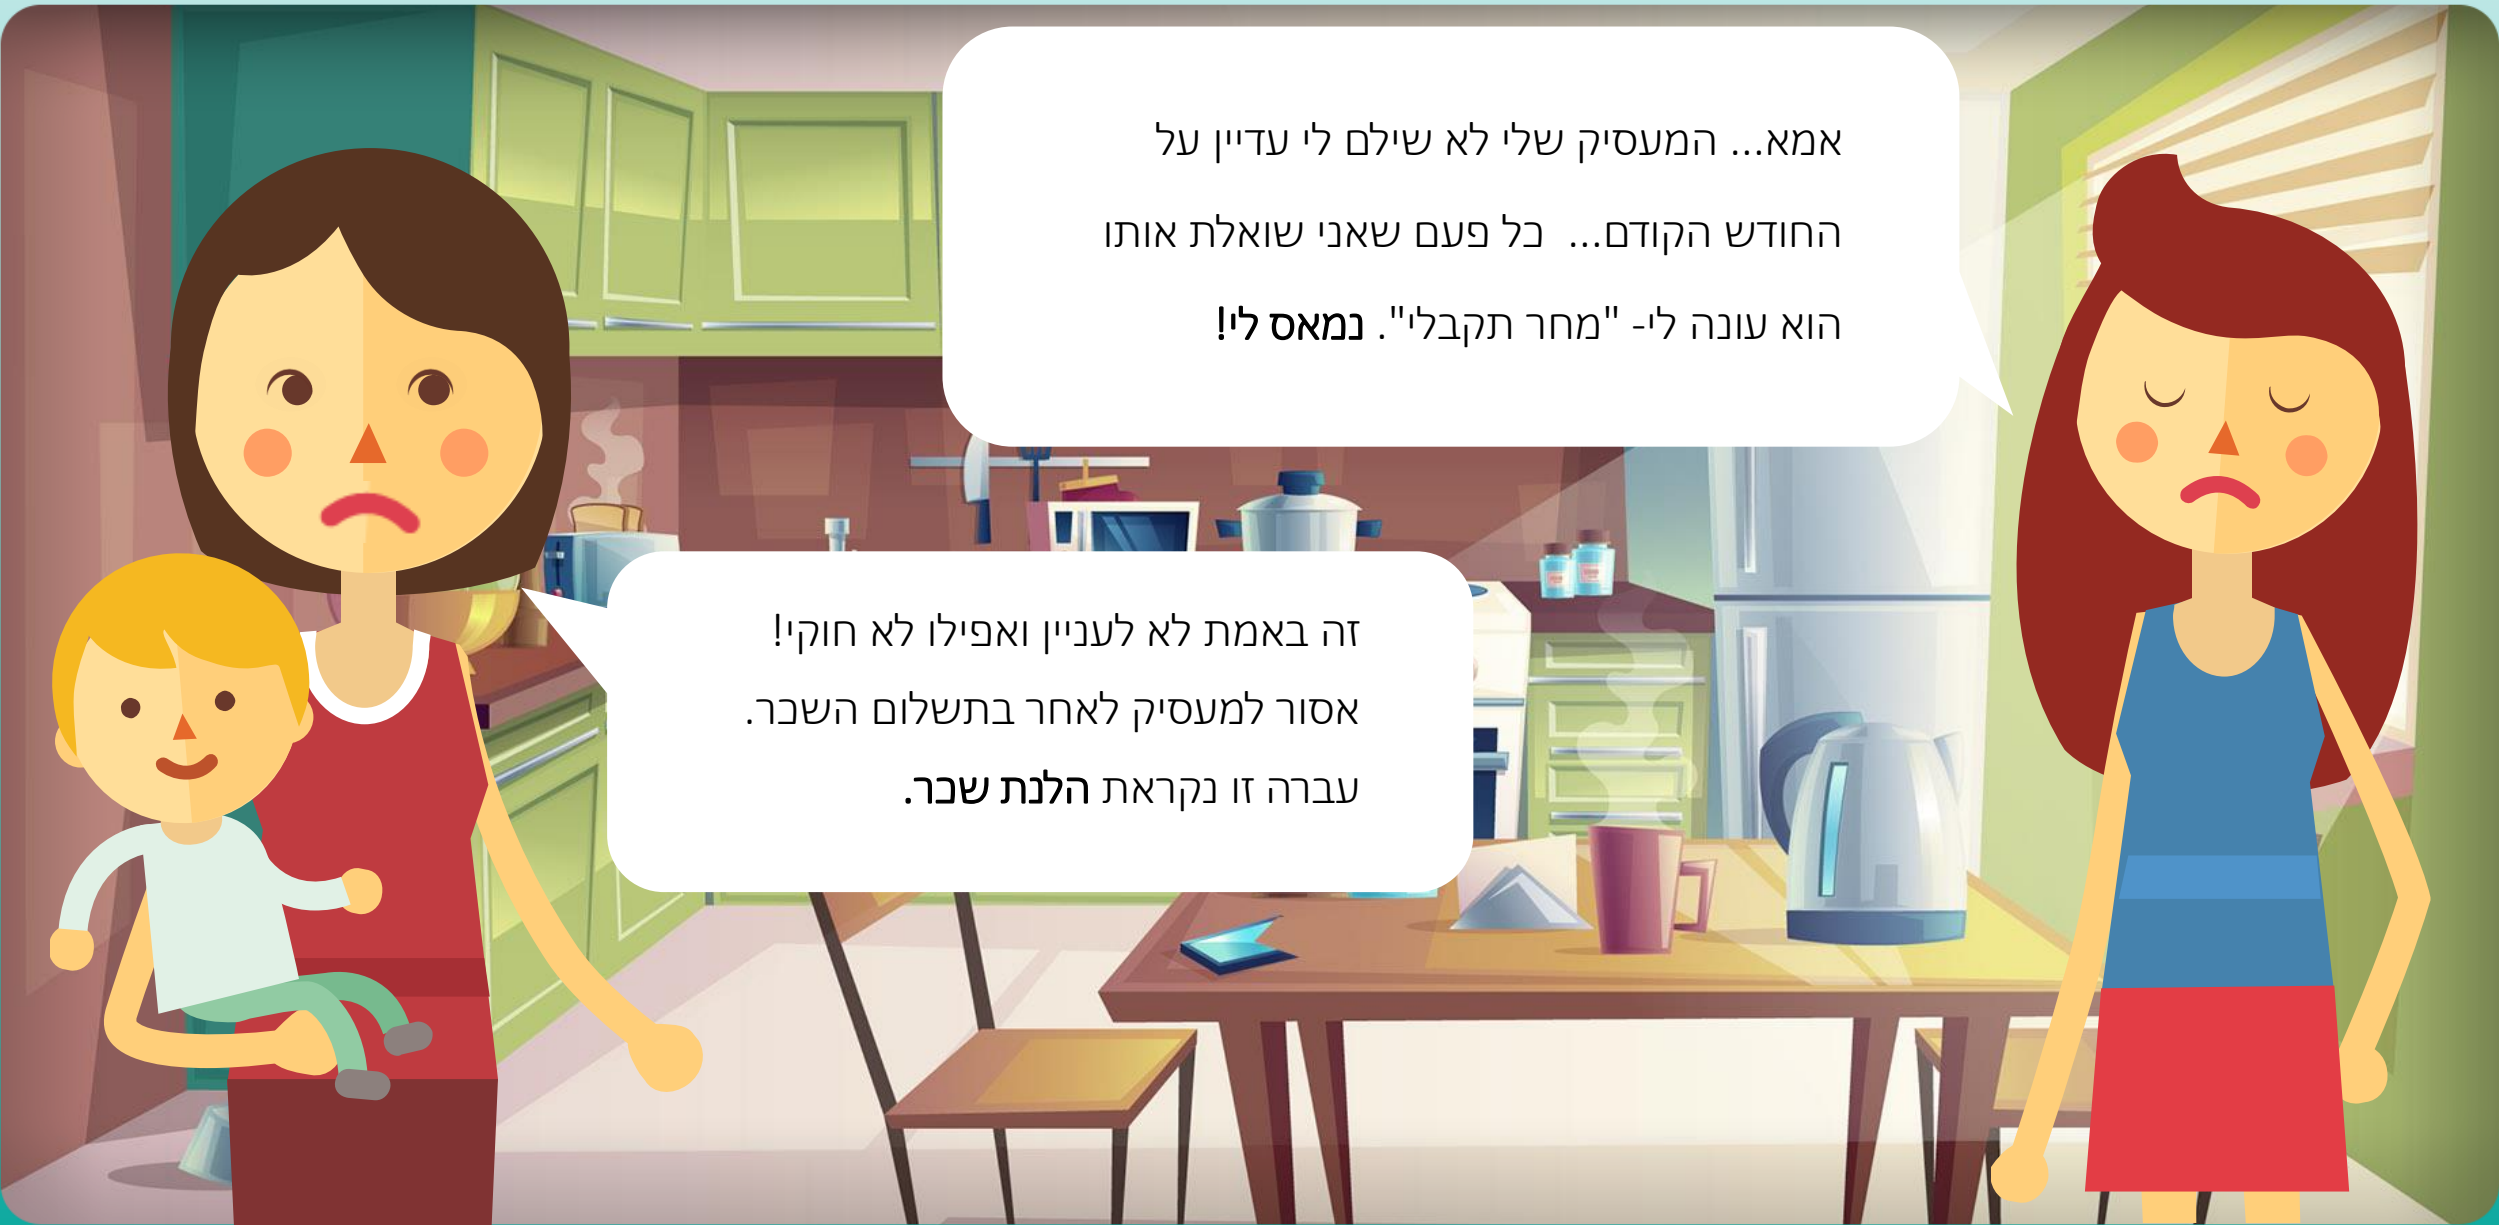 אמא... המעסיק שלי לא שילם לי עדיין על
החודש הקודם...  כל פעם שאני שואלת אותו
הוא עונה לי- "מחר תקבלי". נמאס לי!
זה באמת לא לעניין ואפילו לא חוקי!
אסור למעסיק לאחר בתשלום השכר.
עברה זו נקראת הלנת שכר.